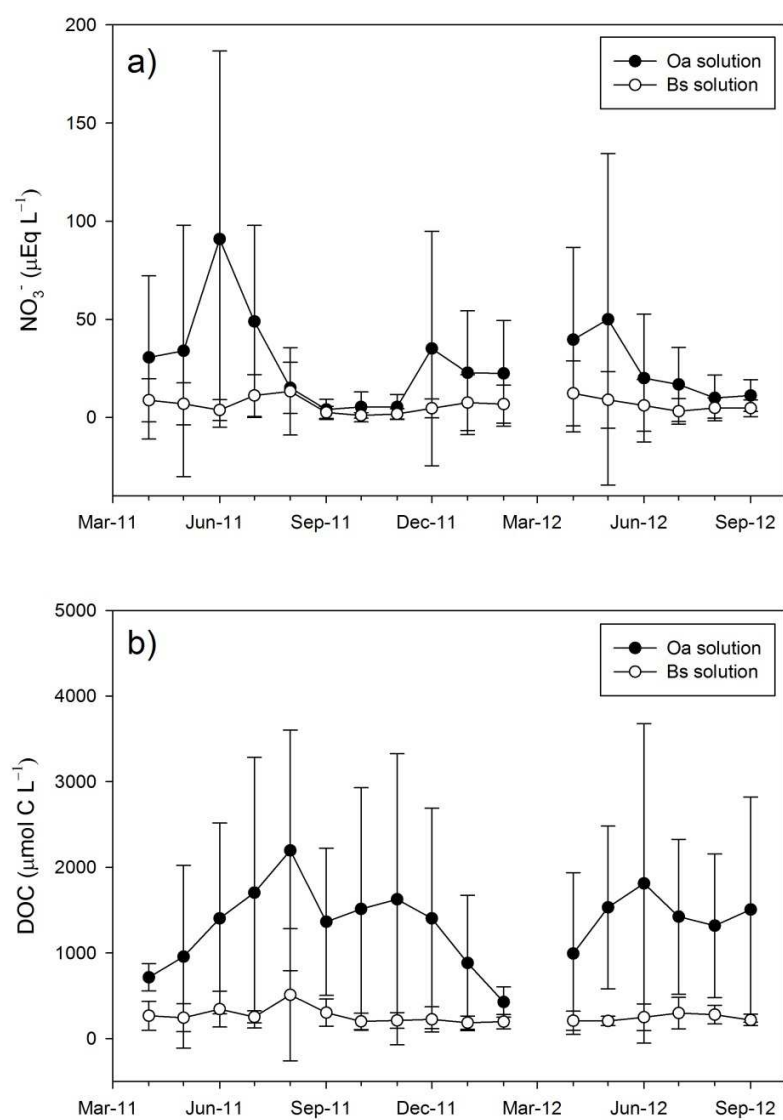 a)
Oa solution
Bs solution
200
150
100
50
0
NO₃⁻ (μEq L⁻¹)
Mar-11 Jun-11 Sep-11 Dec-11 Mar-12 Jun-12 Sep-12
b)
Oa solution
Bs solution
5000
4000
3000
2000
1000
0
DOC (μmol C L⁻¹)
Mar-11 Jun-11 Sep-11 Dec-11 Mar-12 Jun-12 Sep-12